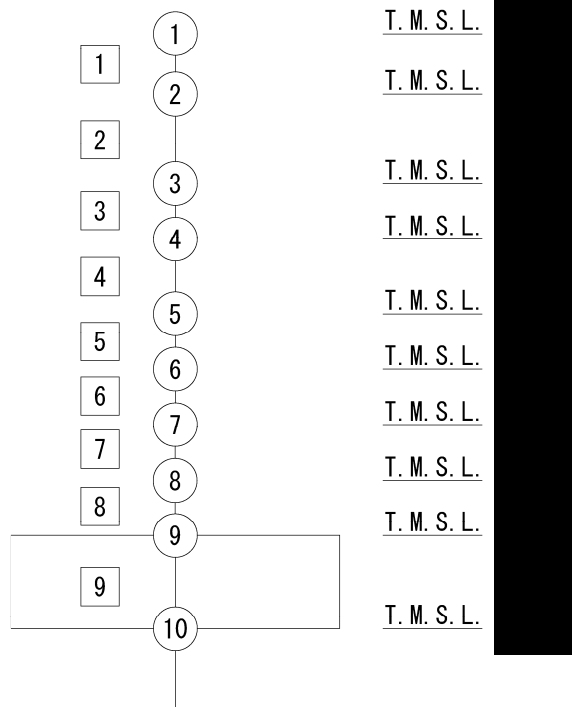 1 T. M. S. L.
1
2 T. M. S. L.
2
3 T. M. S. L.
3
4 T. M. S. L.
4
5 T. M. S. L.
5
6 T. M. S. L.
6
7 T. M. S. L.
7
8 T. M. S. L.
8
9 T. M. S. L.
9
10 T. M. S. L.